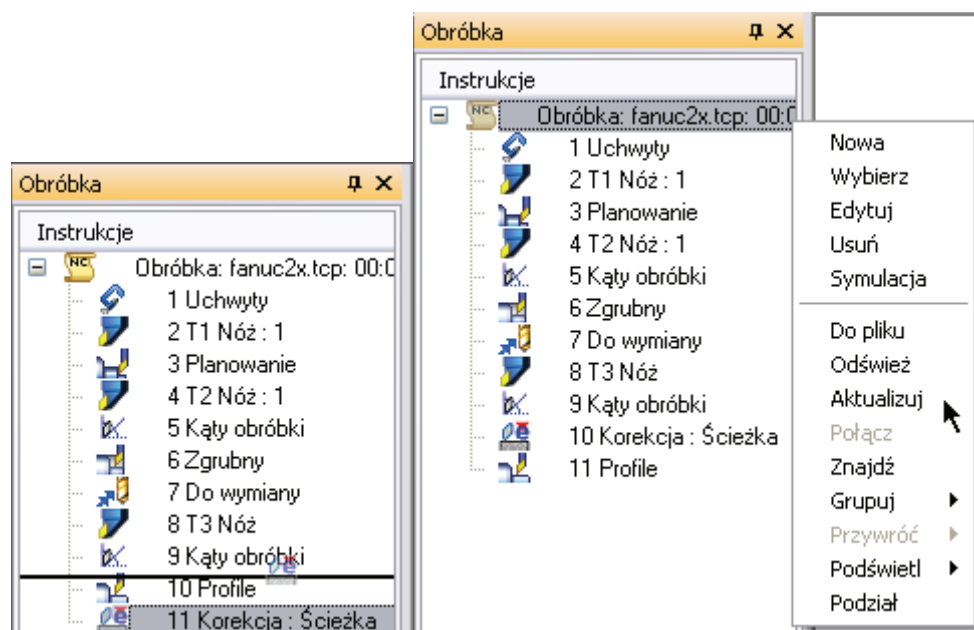 Obróbka
Instrukcje
Obróbka: fanuc2x.tcp: 00:0
1 Uchwyty
2 T1 Nóż : 1
3 Planowanie
4 T2 Nóż : 1
5 Kąty obróbki
6 Zgrubny
7 Do wymiany
8 T3 Nóż
9 Kąty obróbki
10 Profile
11 Korekcja : Ścieżka
Obróbka
Instrukcje
Obróbka: fanuc2x.tcp: 00:0
1 Uchwyty
2 T1 Nóż : 1
3 Planowanie
4 T2 Nóż : 1
5 Kąty obróbki
6 Zgrubny
7 Do wymiany
8 T3 Nóż
9 Kąty obróbki
10 Korekcja : Ścieżka
11 Profile
Nowa
Wybierz
Edytuj
Usuń
Symulacja
Do pliku
Odśwież
Aktualizuj
Połącz
Znajdź
Grupuj
Przywróć
Podświetl
Podział